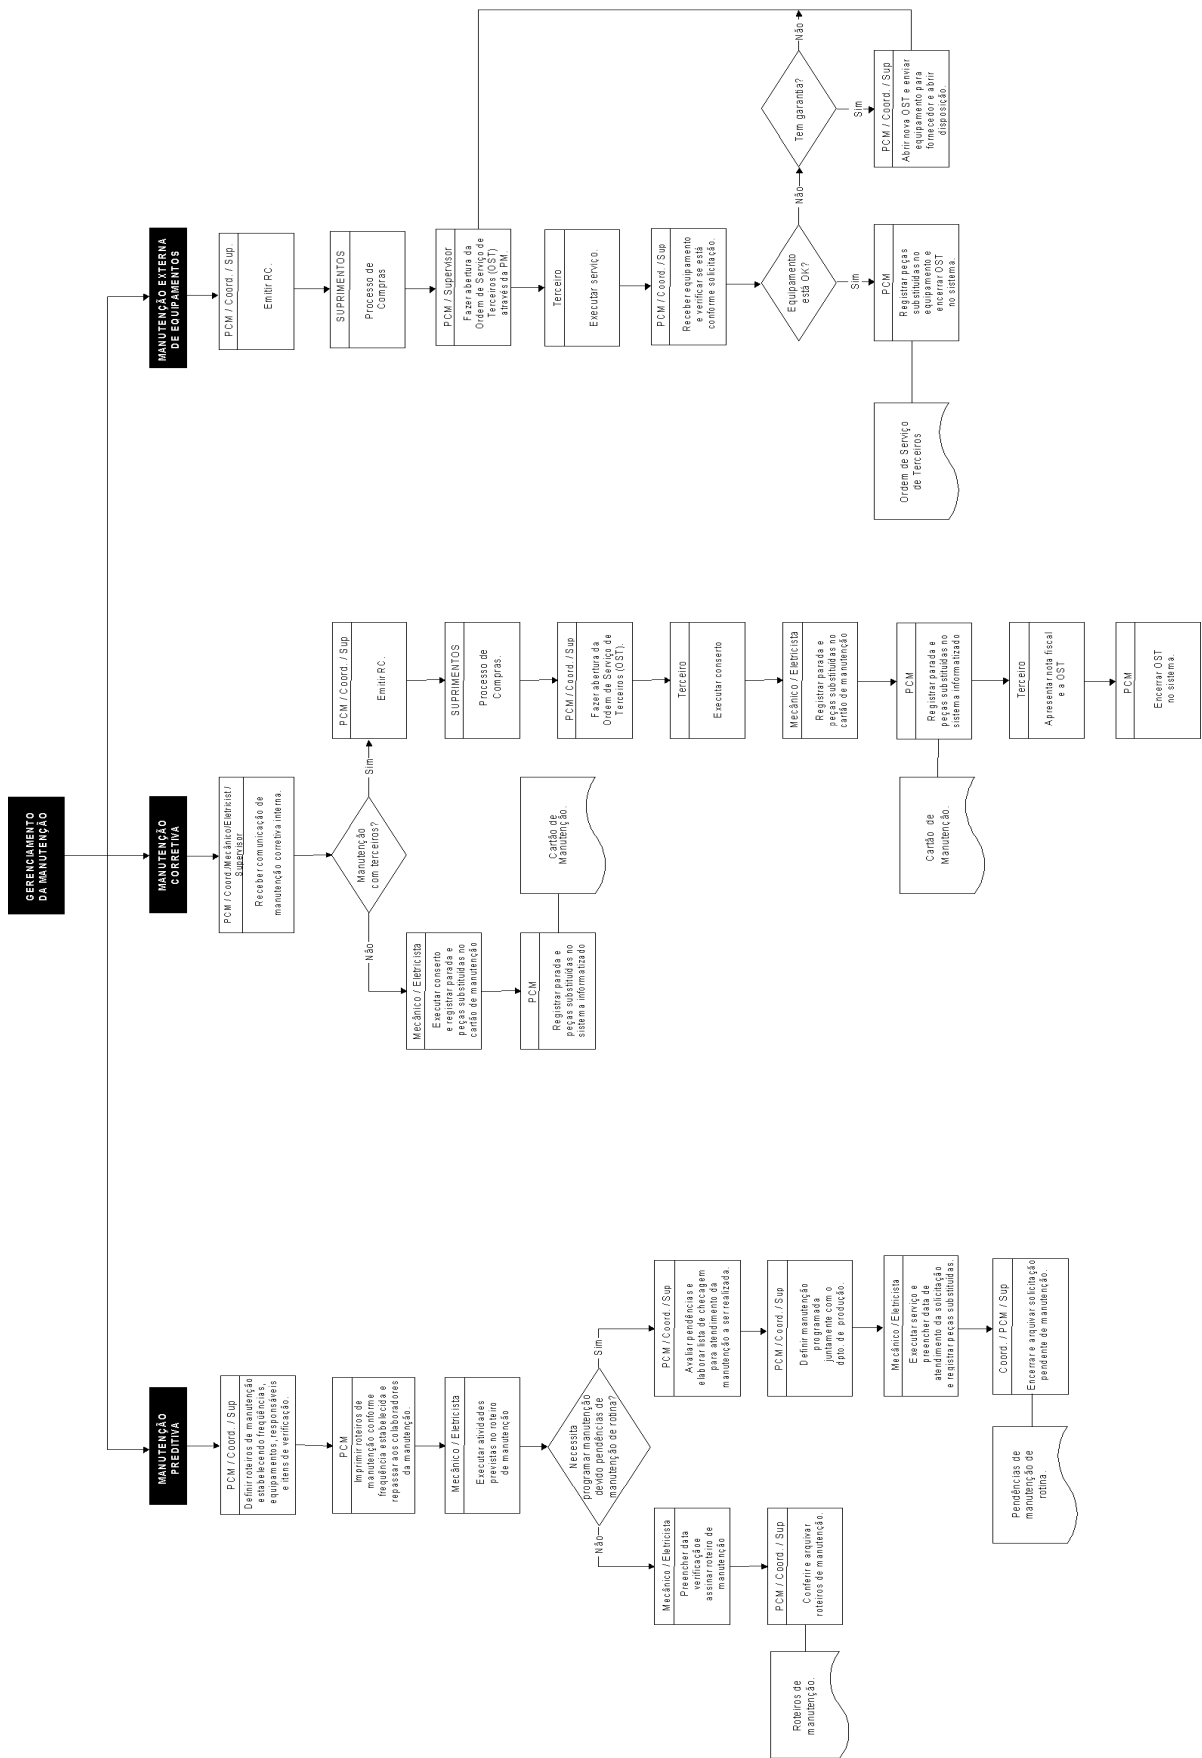 GERENCIAMENTO
DA MANUTENÇÃO
MANUTENÇÃO
PREDITIVA
PCM / Coord. / Sup
Definir roteiros de manutenção
estabelecendo freqüências,
equipamentos, responsáveis
e itens de verificação.
PCM
Imprimir roteiros de
manutenção conforme
frequência estabelecida e
repassar aos colaboradores
da manutenção.
Mecânico / Eletricista
Executar atividades
previstas no roteiro
de manutenção
Necessita
programar manutenção
devido pendências de
manutenção de rotina?
Não
Sim
Mecânico / Eletricista
Preencher data
verificação e
assinar roteiro de
manutenção
PCM / Coord. / Sup
Conferir e arquivar
roteiros de manutenção.
Roteiros de
manutenção.
PCM / Coord. / Sup
Avaliar pendências e
elaborar lista de checagem
para atendimento da
manutenção a ser realizada.
PCM / Coord. / Sup
Definir manutenção
programada
juntamente com o
dpto. de produção.
Mecânico / Eletricista
Executar serviço e
preencher data de
atendimento da solicitação
e registrar peças substituídas.
Coord. / PCM / Sup
Encerrar e arquivar solicitação
pendente de manutenção.
Pendências de
manutenção de
rotina.
MANUTENÇÃO
CORRETIVA
PCM / Coord./Mecânico/Eletricist/
Supervisor
Receber comunicação de
manutenção corretiva interna.
Manutenção
com terceiros?
Não
Sim
Mecânico / Eletricista
Executar conserto
e registrar parada e
peças substituídas no
cartão de manutenção
PCM
Registrar parada e
peças substituídas no
sistema informatizado
Cartão de
Manutenção.
PCM / Coord. / Sup
Emitir RC.
SUPRIMENTOS
Processo de
Compras.
PCM / Coord. / Sup
Fazer abertura da
Ordem de Serviço de
Terceiros (OST).
Terceiro
Executar conserto
Mecânico / Eletricista
Registrar parada e
peças substituídas no
cartão de manutenção
PCM
Registrar parada e
peças substituídas no
sistema informatizado
Cartão de
Manutenção.
Terceiro
Apresentar nota fiscal
e a OST
PCM
Encerrar OST
no sistema.
MANUTENÇÃO EXTERNA
DE EQUIPAMENTOS
PCM / Coord. / Sup.
Emitir RC.
SUPRIMENTOS
Processo de
Compras
PCM / Supervisor
Fazer abertura da
Ordem de Serviço de
Terceiros (OST)
através da PM.
Terceiro
Executar serviço.
PCM / Coord. / Sup
Receber equipamento
e verificar se está
conforme solicitação.
Equipamento
está OK?
Não
Sim
Tem garantia?
Não
Sim
PCM / Coord. / Sup
Abrir nova OST e enviar
equipamento para
fornecedor e abrir
disposição.
PCM
Registrar peças
substituídas no
equipamento e
encerrar OST
no sistema.
Ordem de Serviço
de Terceiros